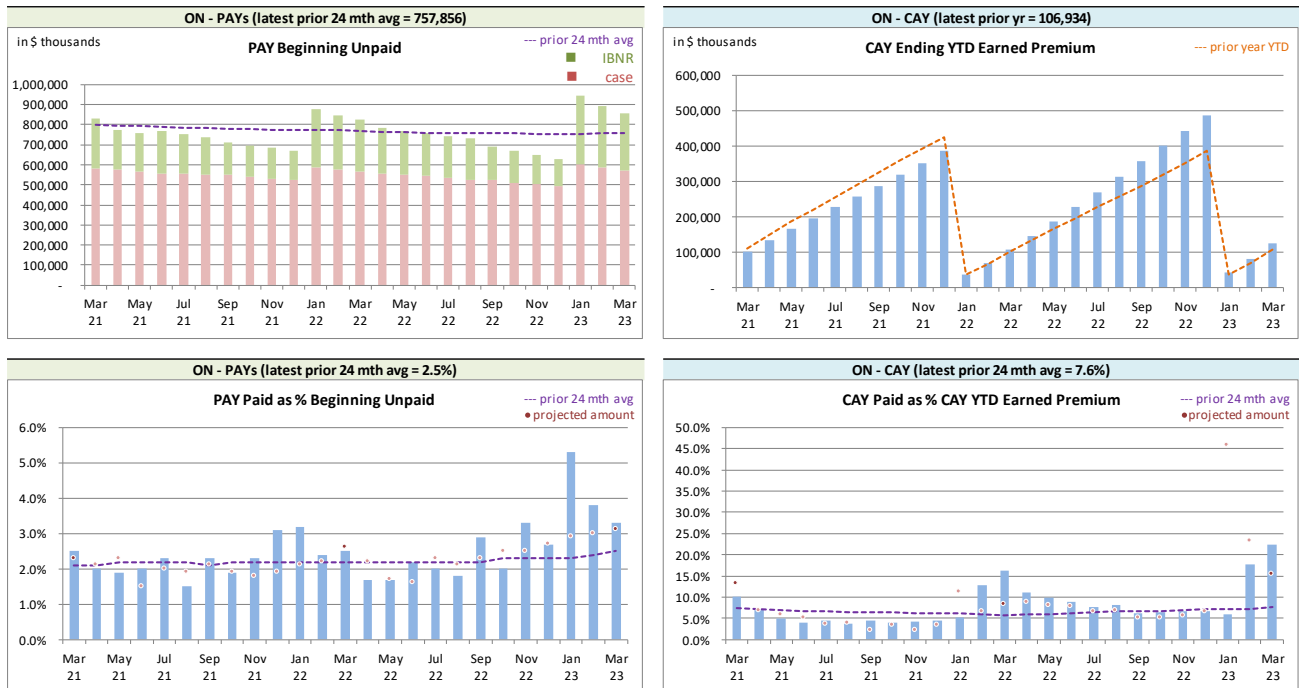 ON - PAYs (latest prior 24 mth avg = 757,856)
in $ thousands
PAY Beginning Unpaid
--- prior 24 mth avg
IBNR
case
1,000,000
900,000
800,000
700,000
600,000
500,000
400,000
300,000
200,000
100,000
-
Mar May Jul Sep Nov Jan Mar May Jul Sep Nov Jan Mar
21 21 21 21 21 22 22 22 22 22 22 23 23
ON - CAY (latest prior yr = 106,934)
in $ thousands
CAY Ending YTD Earned Premium
--- prior year YTD
600,000
500,000
400,000
300,000
200,000
100,000
-
Mar May Jul Sep Nov Jan Mar May Jul Sep Nov Jan Mar
21 21 21 21 21 22 22 22 22 22 22 23 23
ON - PAYs (latest prior 24 mth avg = 2.5%)
PAY Paid as % Beginning Unpaid
--- prior 24 mth avg
• projected amount
6.0%
5.0%
4.0%
3.0%
2.0%
1.0%
0.0%
Mar May Jul Sep Nov Jan Mar May Jul Sep Nov Jan Mar
21 21 21 21 21 22 22 22 22 22 22 23 23
ON - CAY (latest prior 24 mth avg = 7.6%)
CAY Paid as % CAY YTD Earned Premium
--- prior 24 mth avg
• projected amount
50.0%
45.0%
40.0%
35.0%
30.0%
25.0%
20.0%
15.0%
10.0%
5.0%
0.0%
Mar May Jul Sep Nov Jan Mar May Jul Sep Nov Jan Mar
21 21 21 21 21 22 22 22 22 22 22 23 23